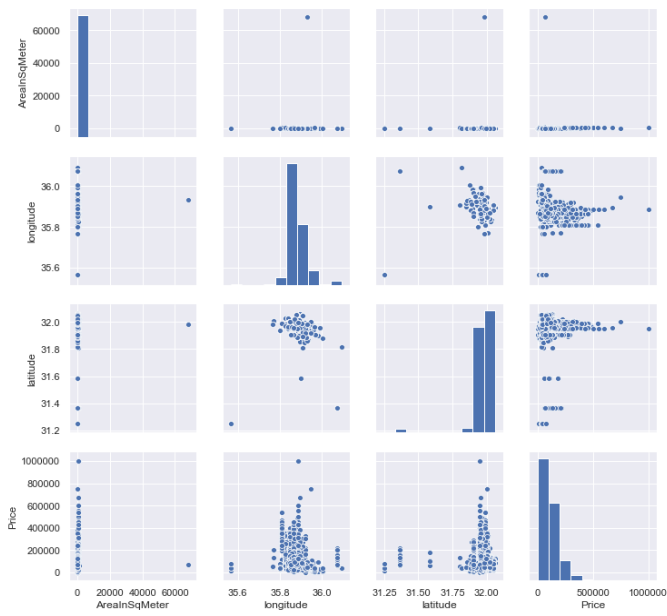 AreaInSqMeter
60000
40000
20000
0
longitude
36.0
35.8
35.6
latitude
32.0
31.8
31.6
31.4
31.2
Price
1000000
800000
600000
400000
200000
0
0 20000 40000 60000
35.6 35.8 36.0
31.25 31.50 31.75 32.00
0 500000 1000000
AreaInSqMeter
longitude
latitude
Price